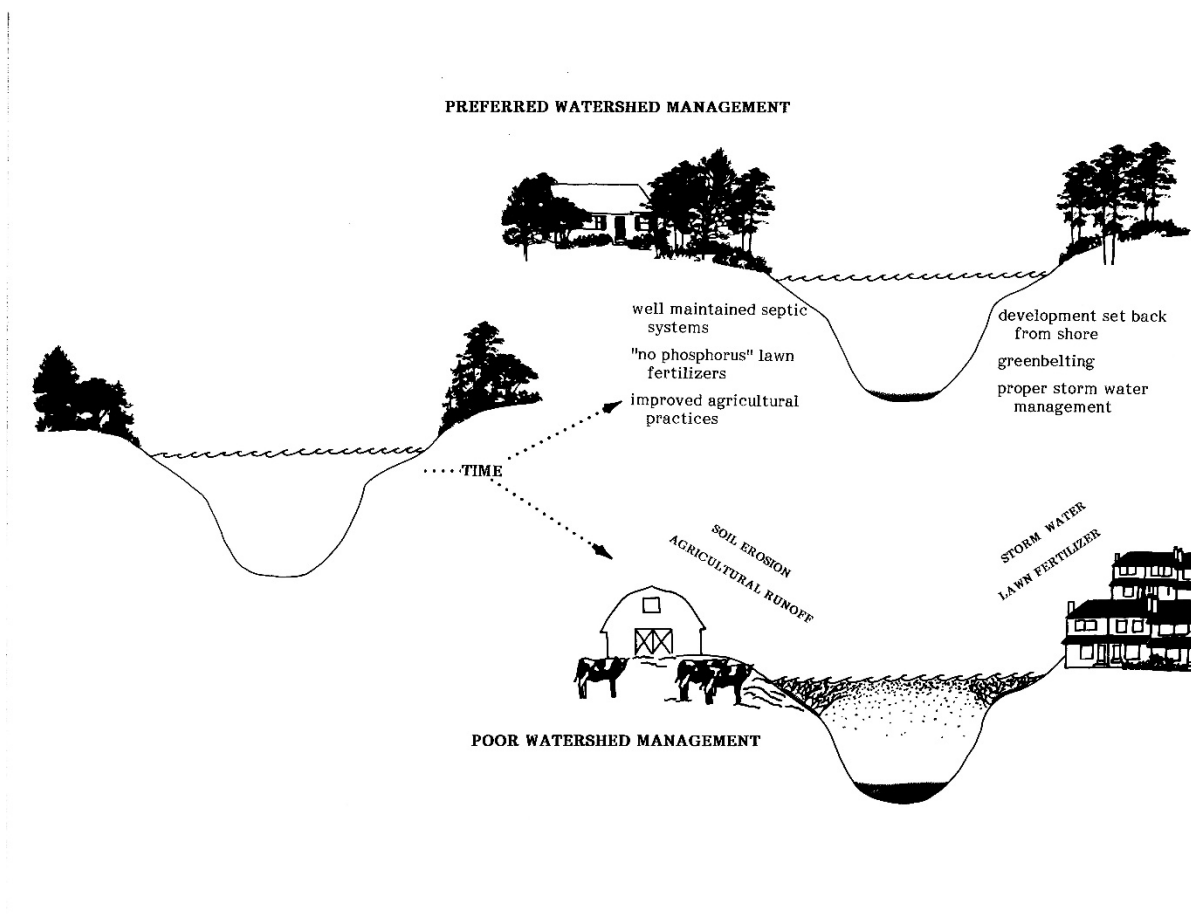 PREFERRED WATERSHED MANAGEMENT
well maintained septic
systems
"no phosphorus" lawn
fertilizers
improved agricultural
practices
development set back
from shore
greenbelting
proper storm water
management
TIME
SOIL EROSION
AGRICULTURAL RUNOFF
STORM WATER
LAWN FERTILIZER
POOR WATERSHED MANAGEMENT